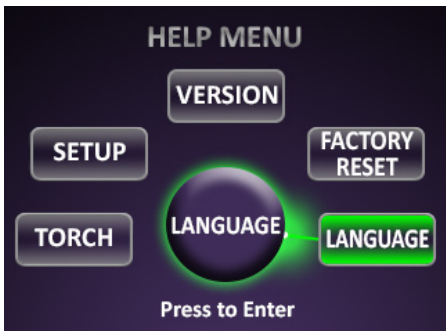 HELP MENU
VERSION
SETUP
FACTORY
RESET
TORCH
LANGUAGE
LANGUAGE
Press to Enter